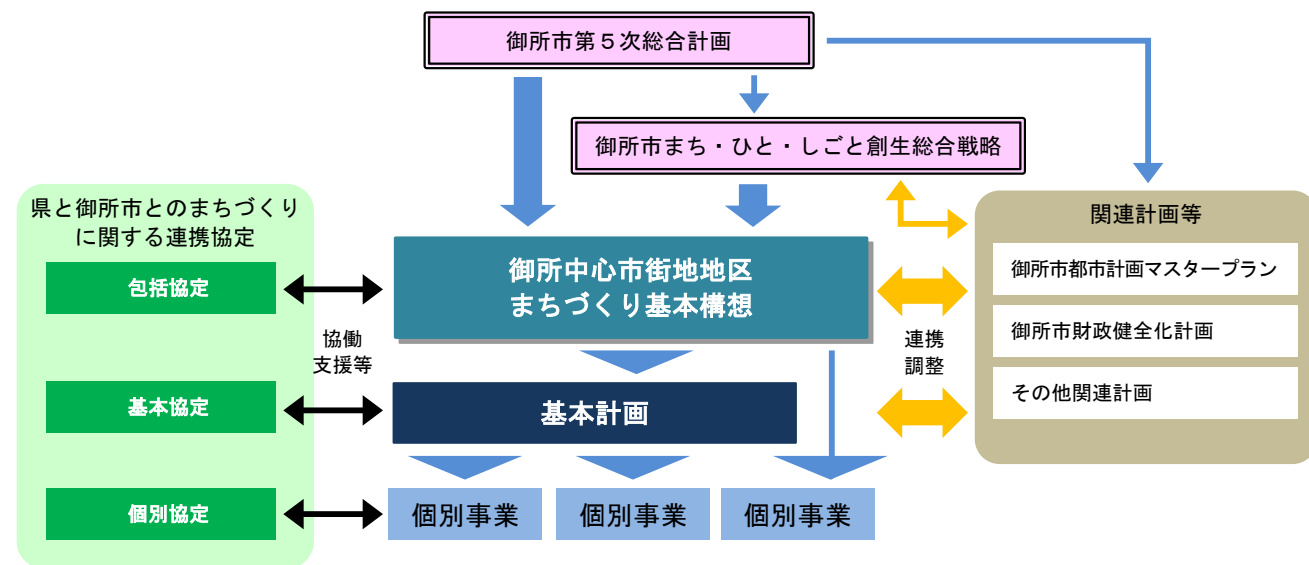 御所市第５次総合計画
御所市まち・ひと・しごと創生総合戦略
県と御所市とのまちづくり
に関する連携協定
包括協定
基本協定
個別協定
協働
支援等
御所中心市街地地区
まちづくり基本構想
基本計画
個別事業
個別事業
個別事業
連携
調整
関連計画等
御所市都市計画マスタープラン
御所市財政健全化計画
その他関連計画